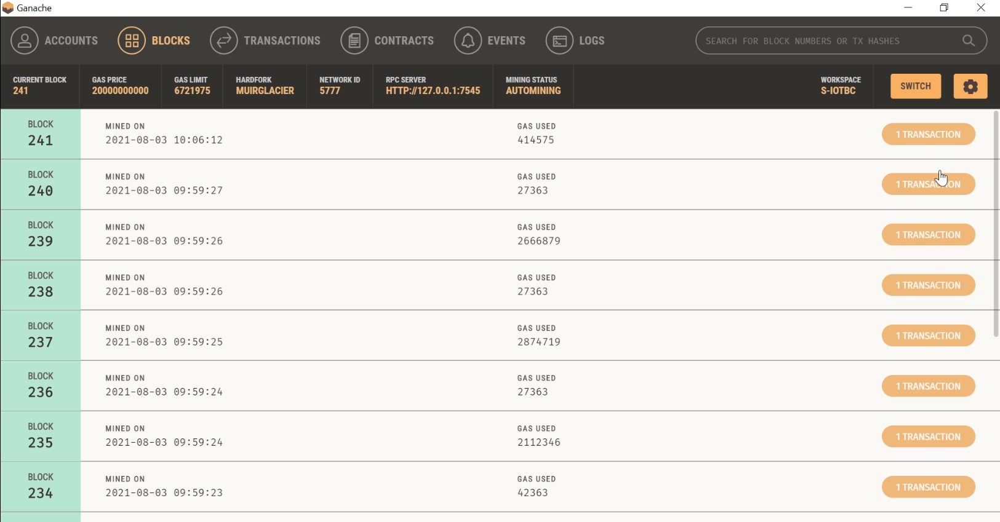 Ganache
ACCOUNTS BLOCKS TRANSACTIONS CONTRACTS EVENTS LOGS SEARCH FOR BLOCK NUMBERS OR TX HASHES
CURRENT BLOCK GAS PRICE GAS LIMIT HARDFORK NETWORK ID RPC SERVER MINING STATUS WORKSPACE
241 20000000000 6721975 MUIRGLACIER 5777 HTTP://127.0.0.1:7545 AUTOMINING S-IOTBC SWITCH
BLOCK MINED ON GAS USED
241 2021-08-03 10:06:12 414575 1 TRANSACTION
BLOCK MINED ON GAS USED
240 2021-08-03 09:59:27 27363 1 TRANSACTION
BLOCK MINED ON GAS USED
239 2021-08-03 09:59:26 2666879 1 TRANSACTION
BLOCK MINED ON GAS USED
238 2021-08-03 09:59:26 27363 1 TRANSACTION
BLOCK MINED ON GAS USED
237 2021-08-03 09:59:25 2874719 1 TRANSACTION
BLOCK MINED ON GAS USED
236 2021-08-03 09:59:24 27363 1 TRANSACTION
BLOCK MINED ON GAS USED
235 2021-08-03 09:59:24 2112346 1 TRANSACTION
BLOCK MINED ON GAS USED
234 2021-08-03 09:59:23 42363 1 TRANSACTION